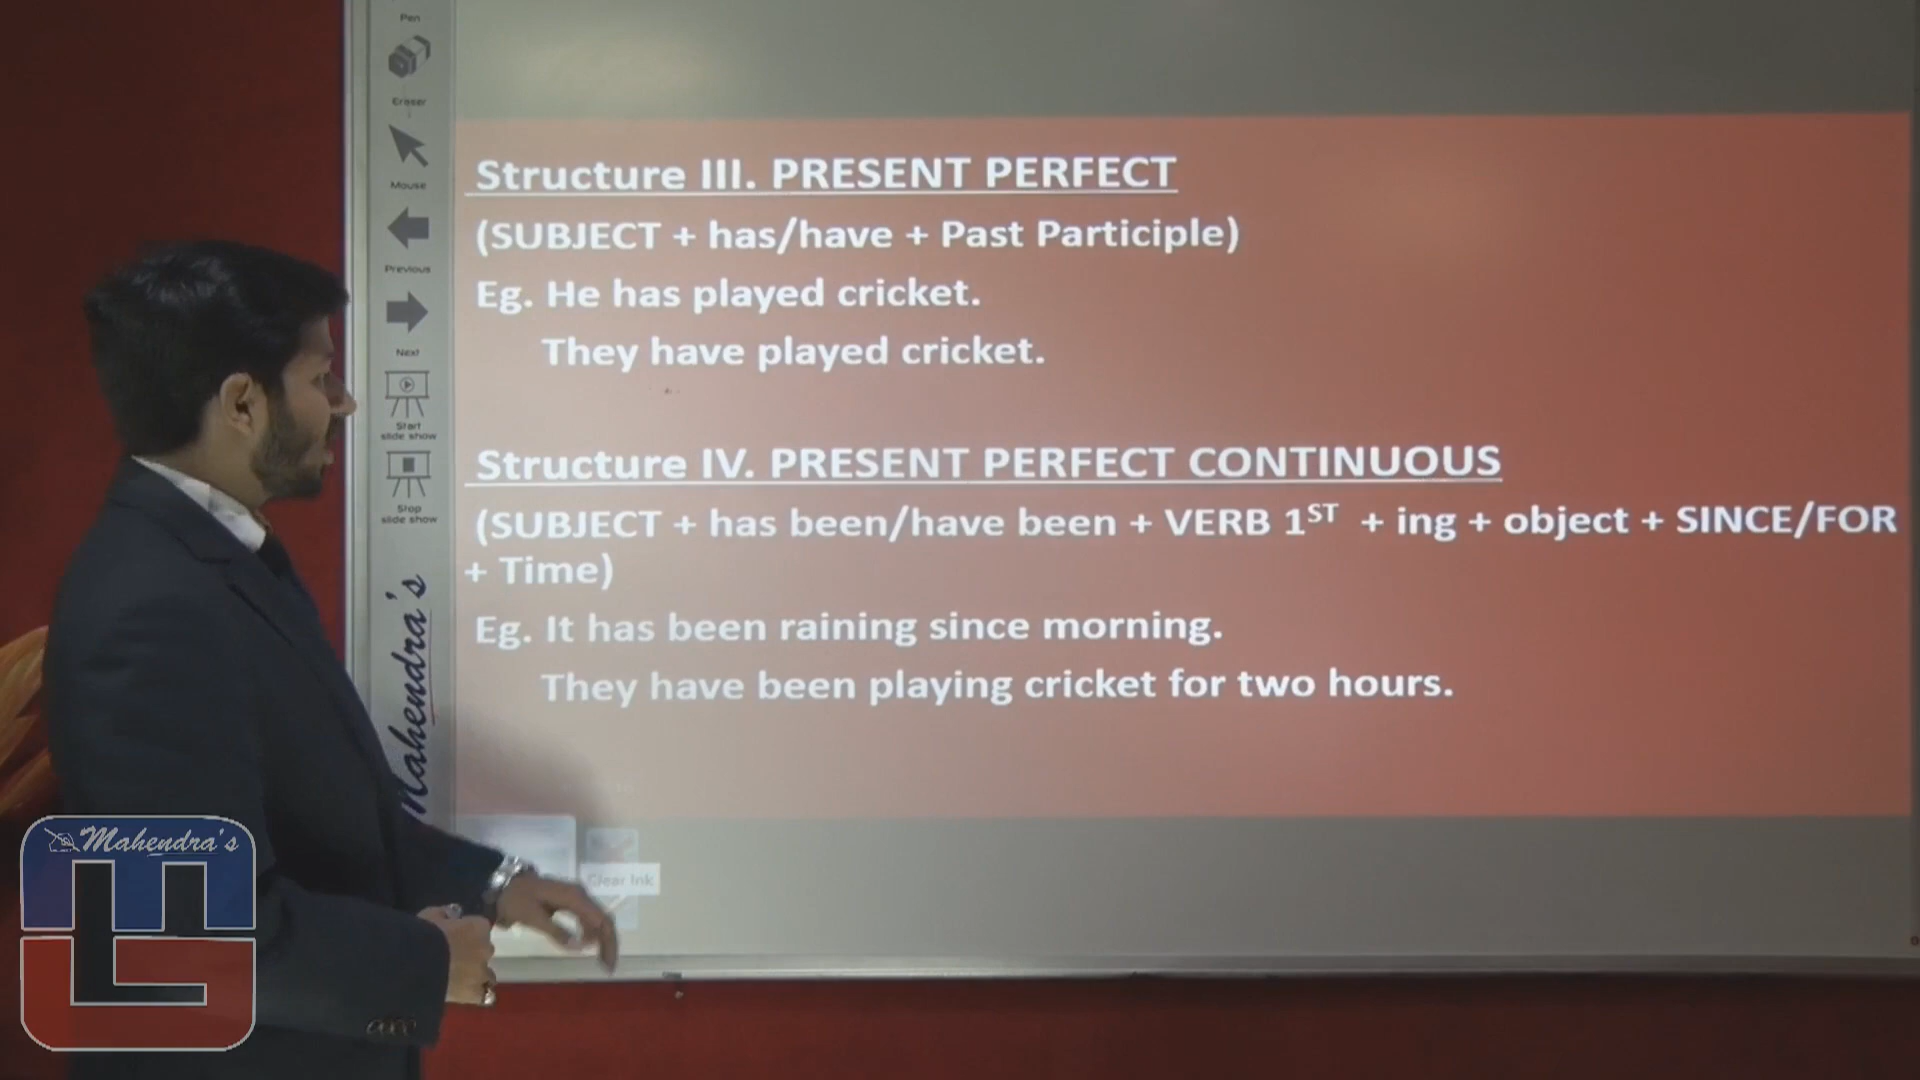 Pen
Eraser
Mouse
Previous
Next
Start
slide show
Stop
slide show
Mahendra's
Structure III. PRESENT PERFECT
(SUBJECT + has/have + Past Participle)
Eg. He has played cricket.
They have played cricket.
Structure IV. PRESENT PERFECT CONTINUOUS
(SUBJECT + has been/have been + VERB 1ST + ing + object + SINCE/FOR
+ Time)
Eg. It has been raining since morning.
They have been playing cricket for two hours.
Clear Ink
Mahendra's